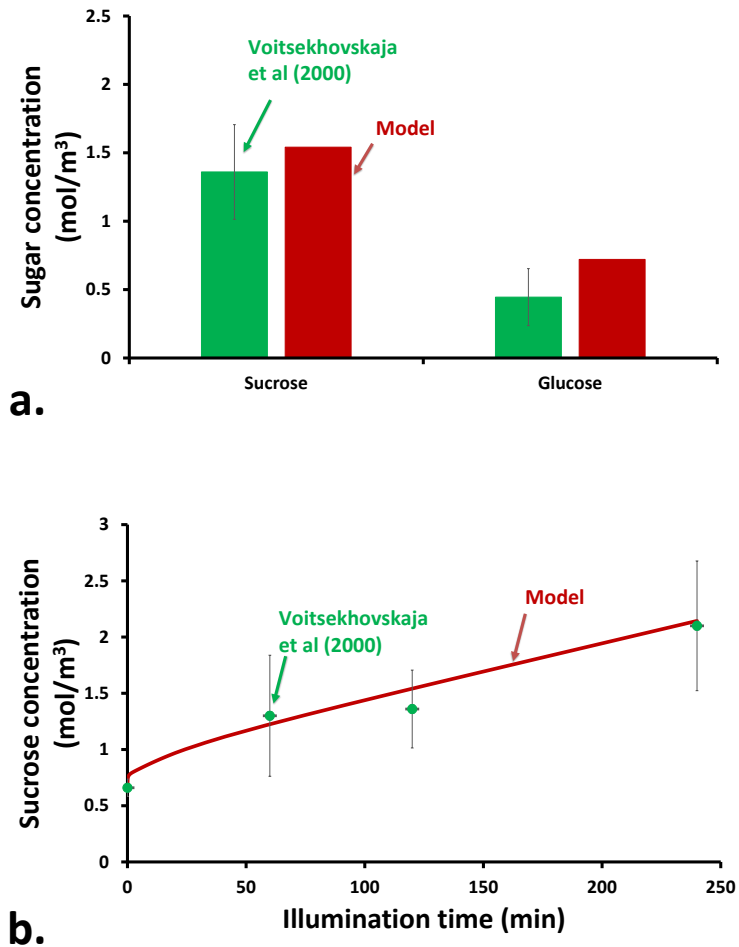 2.5
Voitsekhovskaja
et al (2000)
2
Model
1.5
1
0.5
0
Sugar concentration
(mol/m³)
Sucrose
Glucose
a.
3
2.5
Voitsekhovskaja
et al (2000)
Model
2
1.5
1
0.5
0
Sucrose concentration
(mol/m³)
0
50
100
150
200
250
Illumination time (min)
b.